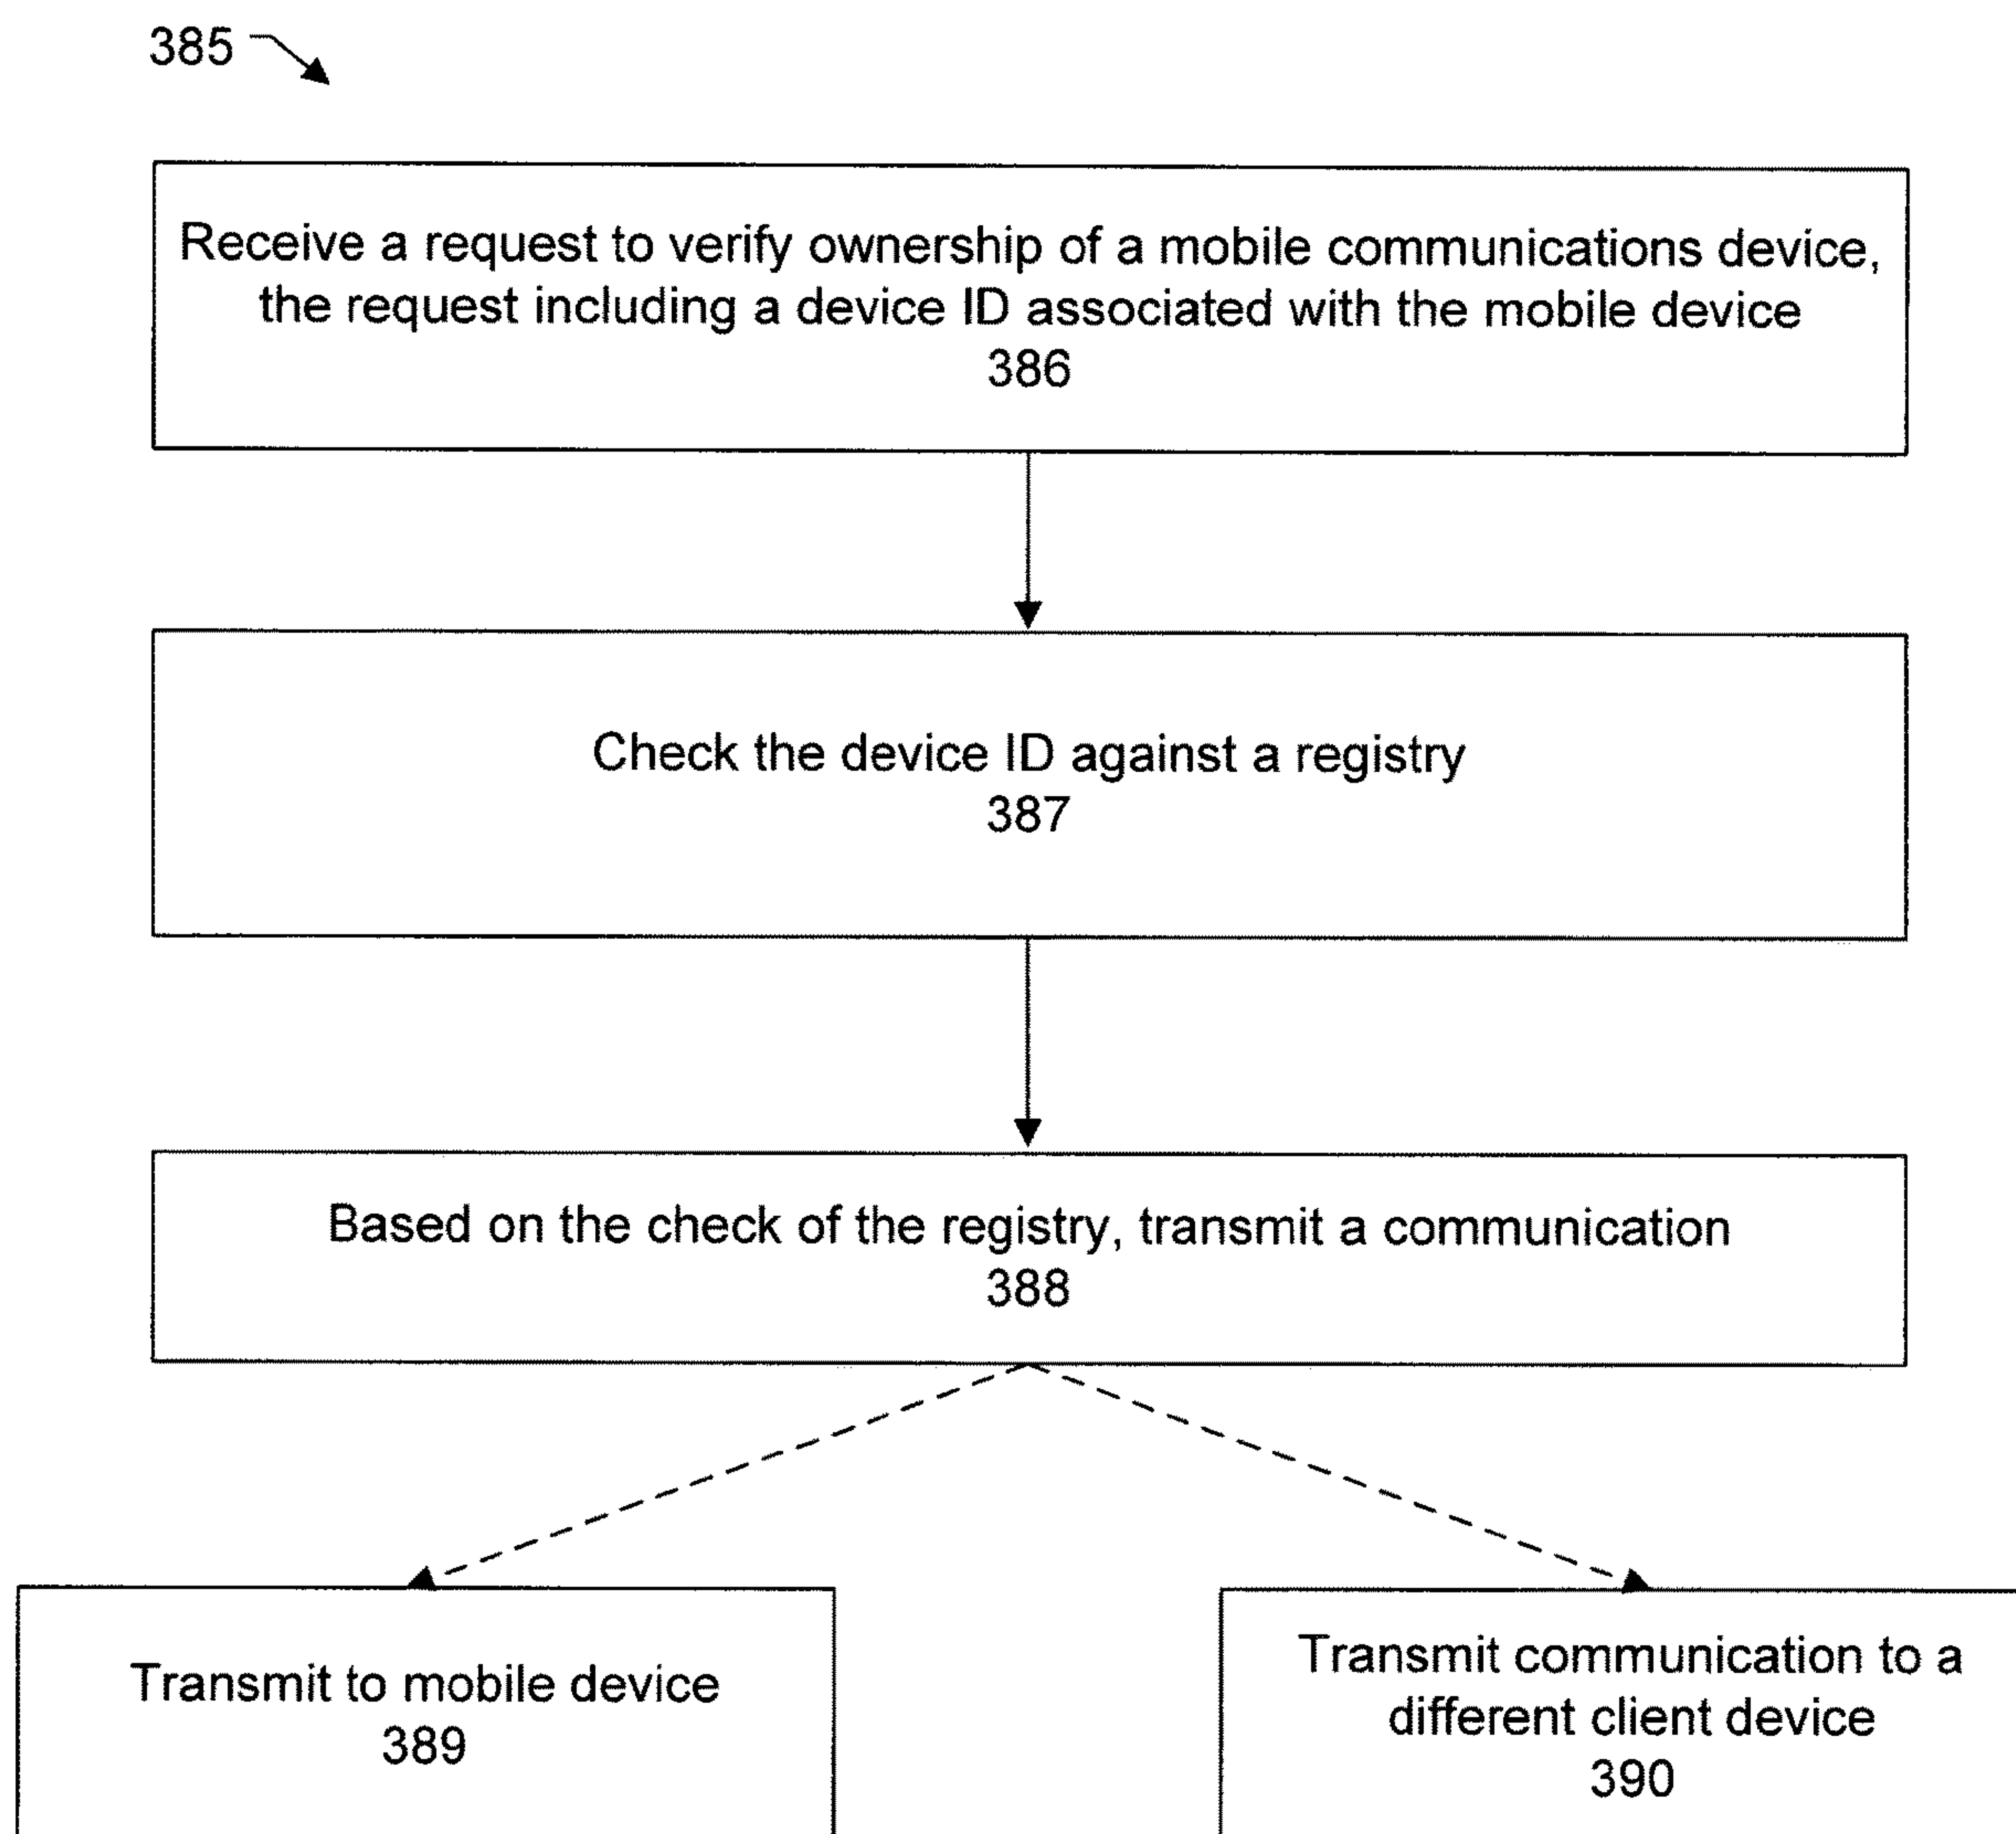 385
Receive a request to verify ownership of a mobile communications device,
the request including a device ID associated with the mobile device
386
Check the device ID against a registry
387
Based on the check of the registry, transmit a communication
388
Transmit to mobile device
389
Transmit communication to a
different client device
390